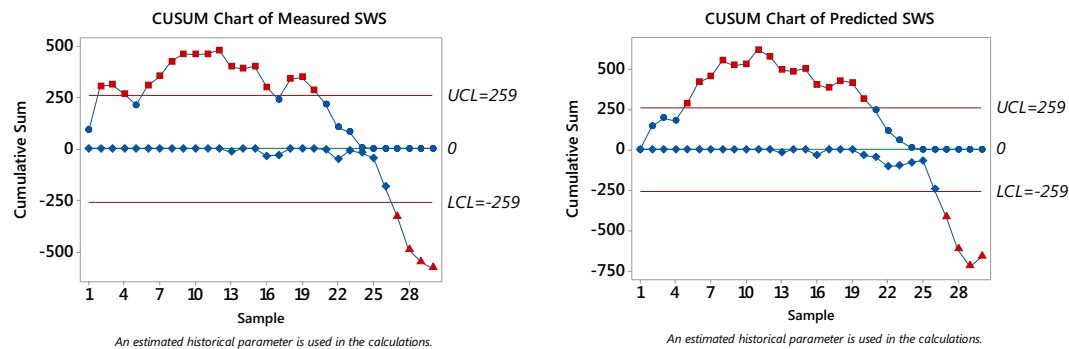 CUSUM Chart of Measured SWS
500
250
0
-250
-500
Cumulative Sum
UCL=259
0
LCL=-259
1 4 7 10 13 16 19 22 25 28
Sample
An estimated historical parameter is used in the calculations.
CUSUM Chart of Predicted SWS
500
250
0
-250
-500
-750
Cumulative Sum
UCL=259
0
LCL=-259
1 4 7 10 13 16 19 22 25 28
Sample
An estimated historical parameter is used in the calculations.